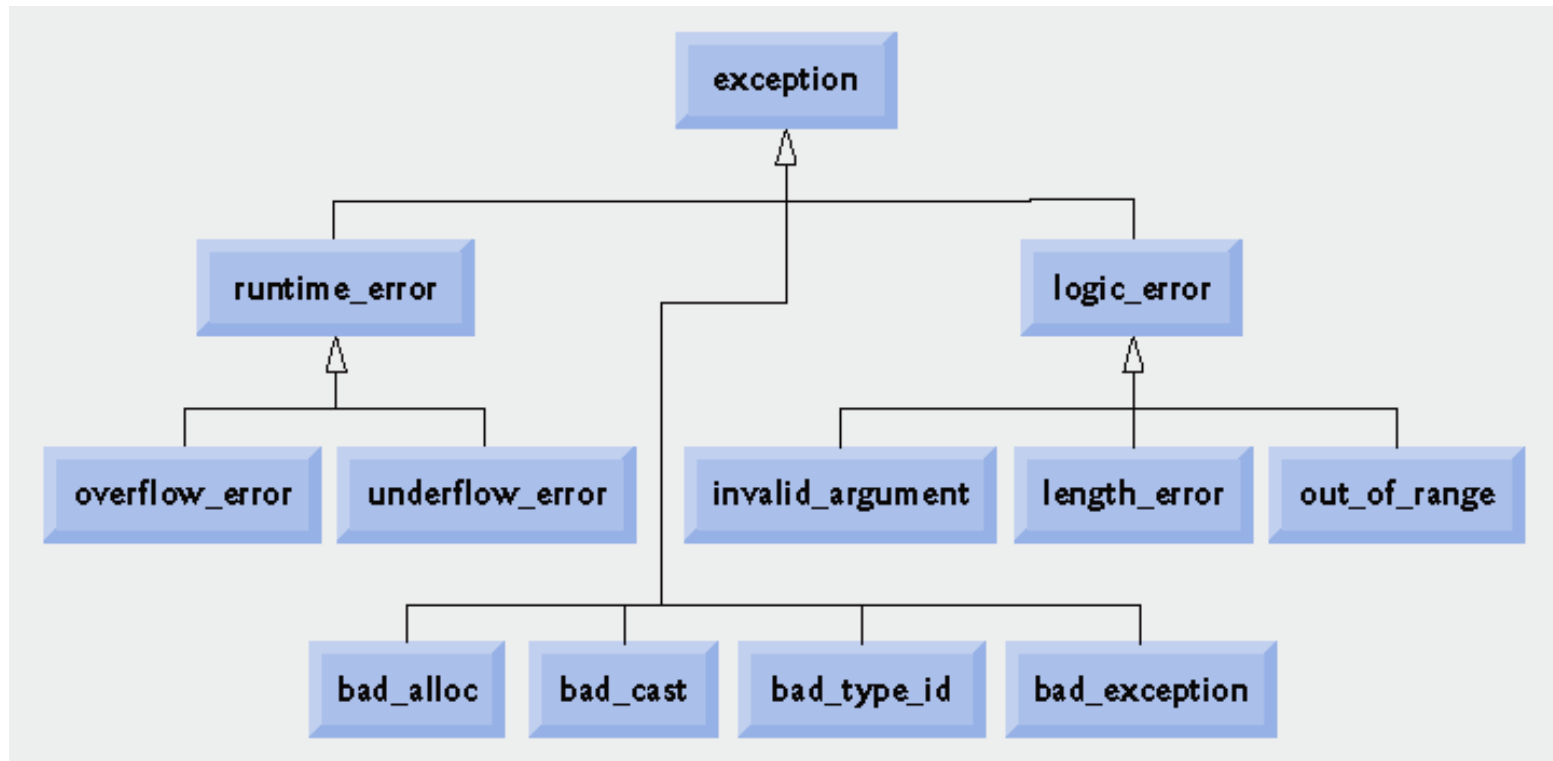 exception
runtime_error
logic_error
overflow_error
underflow_error
invalid_argument
length_error
out_of_range
bad_alloc
bad_cast
bad_type_id
bad_exception